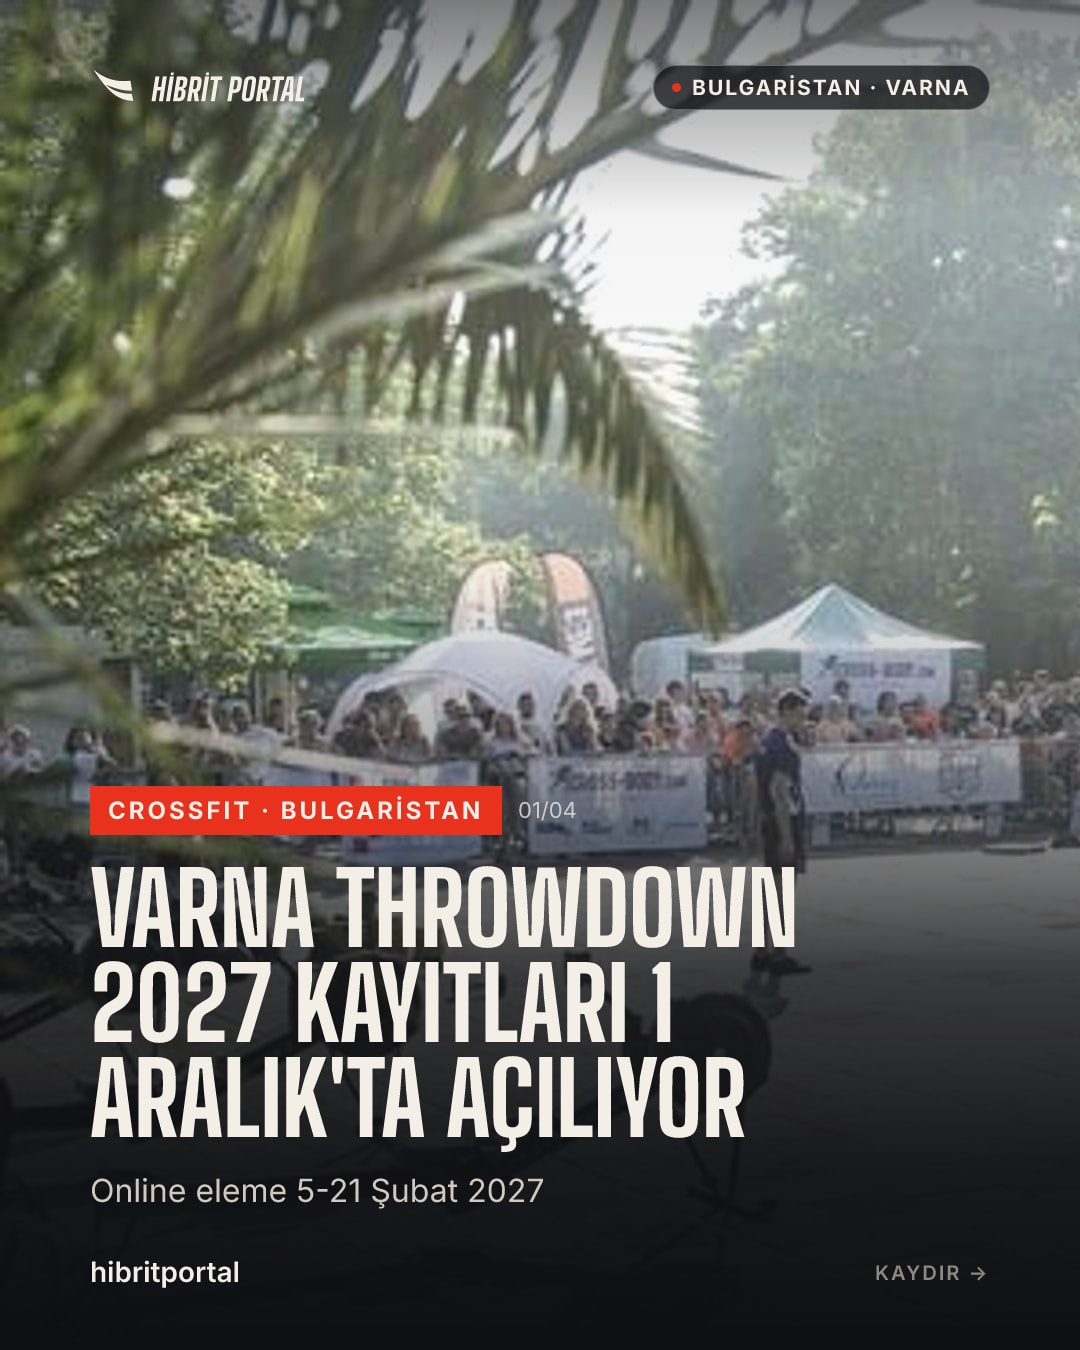 HİBRİT PORTAL
BULGARİSTAN · VARNA
CROSSFIT · BULGARİSTAN
01/04
VARNA THROWDOWN
2027 KAYITLARI 1
ARALIK'TA AÇILIYOR
Online eleme 5-21 Şubat 2027
hibritportal
KAYDIR →